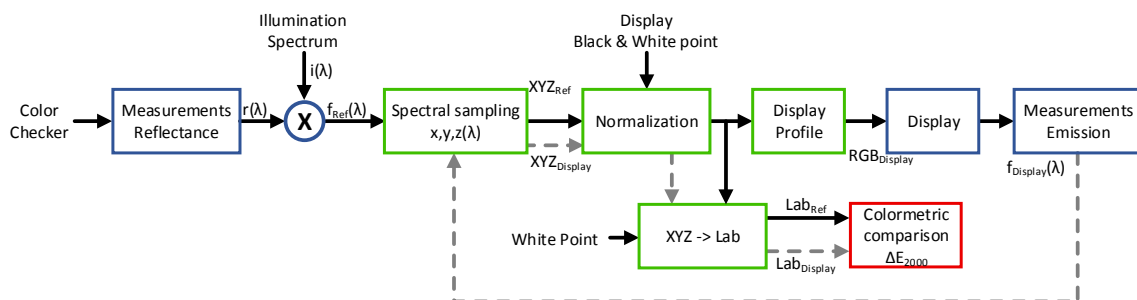 Illumination
Spectrum
Display
Black & White point
i(λ)
XYZRef
Color
Checker
Measurements
Reflectance
r(λ)
X
fRef(λ)
Spectral sampling
x,y,z(λ)
Normalization
Display
Profile
Display
Measurements
Emission
XYZDisplay
RGBDisplay
fDisplay(λ)
White Point
XYZ -> Lab
LabRef
LabDisplay
Colormetric
comparison
ΔE2000